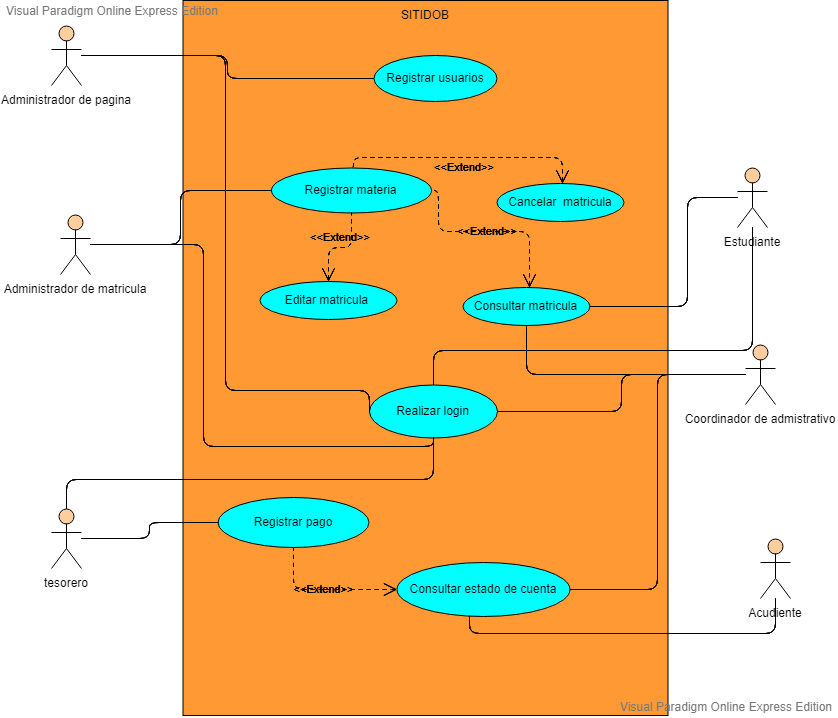 Visual Paradigm Online Express Edition
SITIDOB
Administrador de pagina
Registrar usuarios
<<Extend>>
Registrar materia
Cancelar matricula
<<Extend>>
<<Extend>>
Estudiante
Administrador de matricula
Editar matricula
Consultar matricula
Realizar login
Coordinador de admistrativo
Registrar pago
tesorero
<<Extend>>
Consultar estado de cuenta
Acudiente
Visual Paradigm Online Express Edition